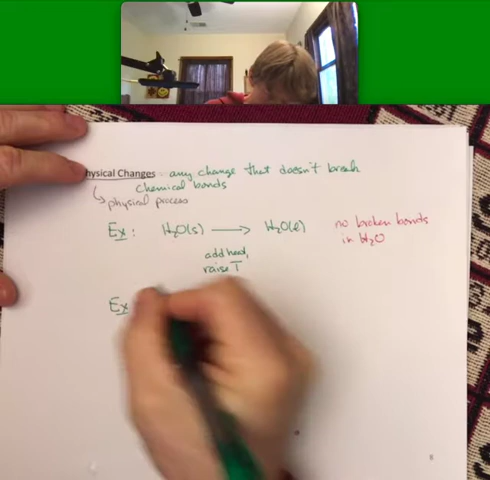 hysical Changes - any change that doesn't break
chemical bonds
↳ physical process
Ex: H₂O(s) ⟶ H₂O(l) no broken bonds
in H₂O
add heat,
raise T
Ex